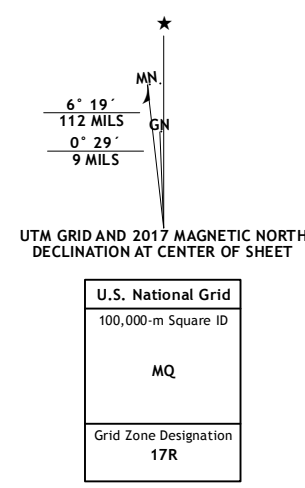 ★
MN.
6° 19´
112 MILS
GN
0° 29´
9 MILS
UTM GRID AND 2017 MAGNETIC NORTH
DECLINATION AT CENTER OF SHEET
U.S. National Grid
100,000-m Square ID
MQ
Grid Zone Designation
17R